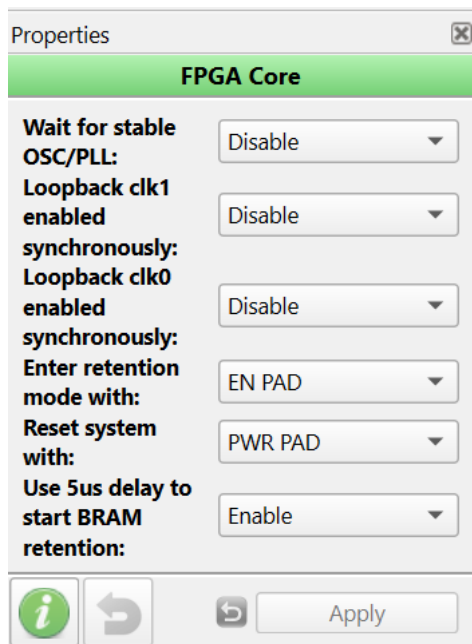 Properties
FPGA Core
Wait for stable
OSC/PLL:
Disable
Loopback clk1
enabled
synchronously:
Disable
Loopback clk0
enabled
synchronously:
Disable
Enter retention
mode with:
EN PAD
Reset system
with:
PWR PAD
Use 5us delay to
start BRAM
retention:
Enable
Apply